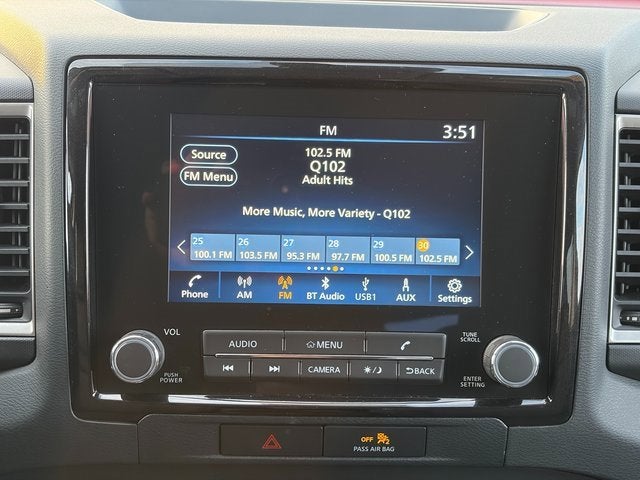 FM 3:51
Source 102.5 FM
Q102
FM Menu Adult Hits
More Music, More Variety - Q102
25 26 27 28 29 30
100.1 FM 103.5 FM 95.3 FM 97.7 FM 100.5 FM 102.5 FM
Phone AM FM BT Audio USB1 AUX Settings
VOL
PUSH
POWER
AUDIO MENU
CAMERA BACK
TUNE
SCROLL
ENTER
SETTING
OFF
PASS AIR BAG